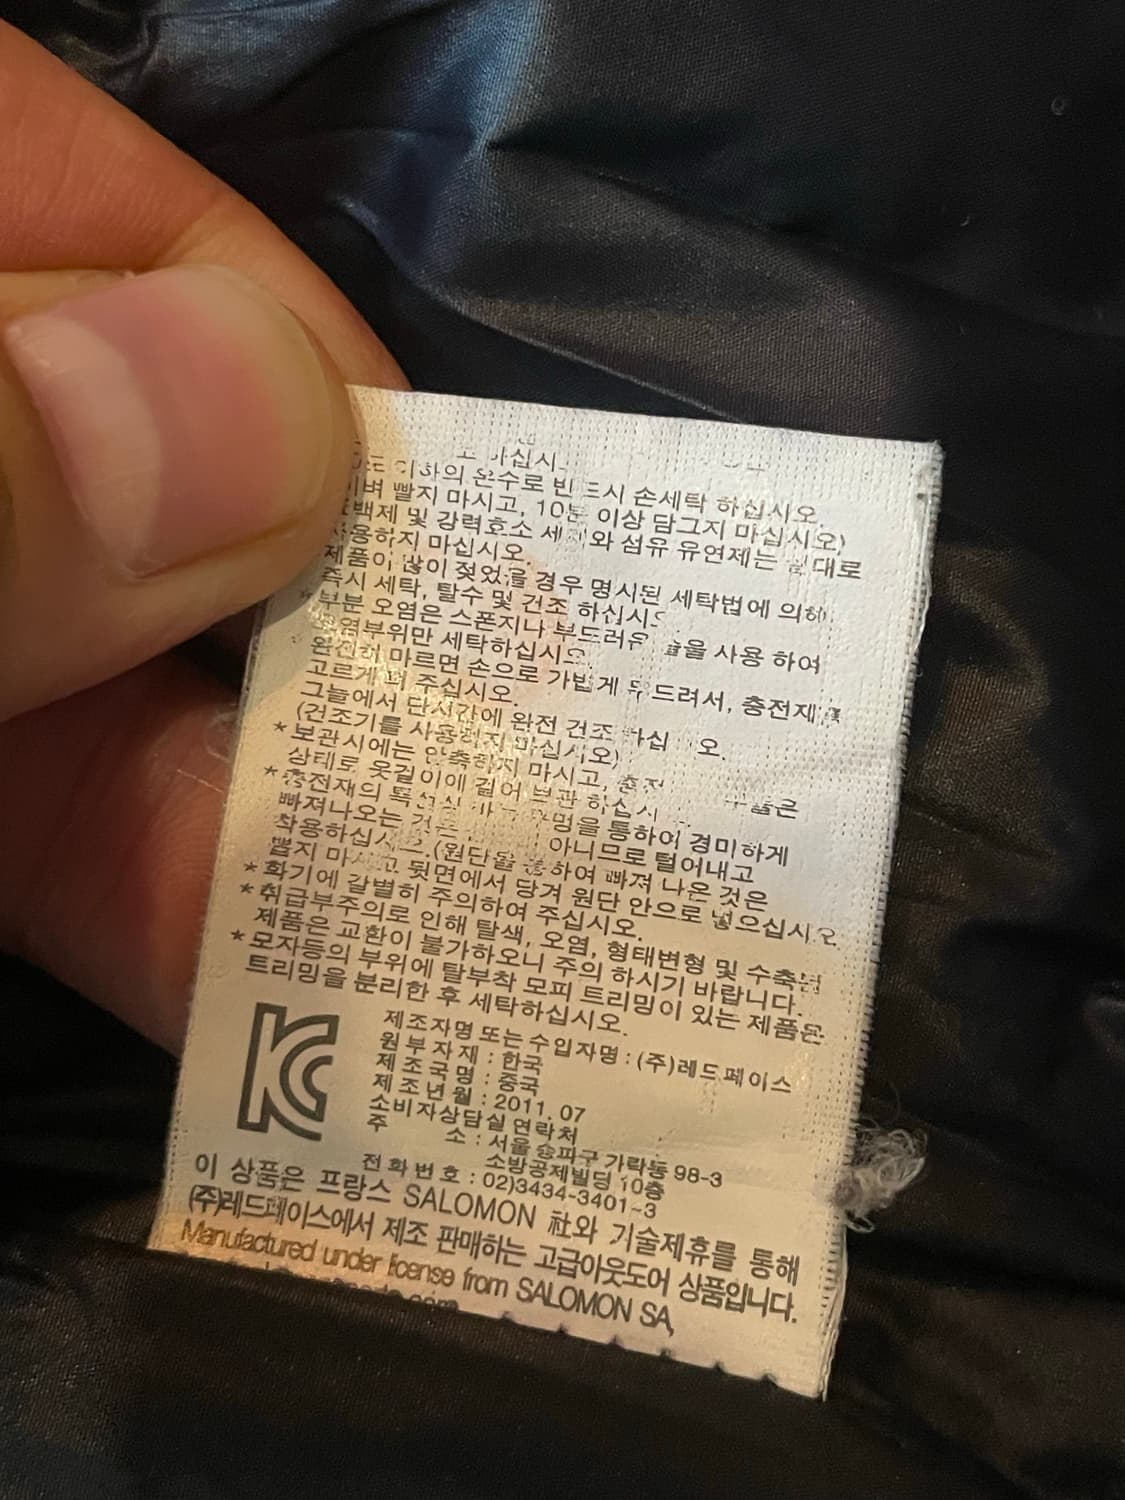 하십시
이하의 온수로 반드시 손세탁 하십시오
빨지 마시고, 10분 이상 담그지 마십시오)
및 강력효소 세 와 섬유 유연제는 절대로
사용하지 마십시오.
제품이 많이 젖었을 경우 명시된 세탁법에 의해
즉시 세탁, 탈수 및 건조 하십시오
*부분 오염은 스폰지나 부드러운 솔을 사용 하여
오염부위만 세탁하십시오.
완전히 마르면 손으로 가볍게 두드려서, 충전재를
고르게 펴 주십시오.
그늘에서 단시간에 완전 건조 하십 오.
(건조기를 사용하지 마십시오)
*보관시에는 압축하지 마시고,
상태로 옷걸이에 걸어 보관 하십시
*충전재의 특성상 통하여 경미하게
빠져나오는 것은 아니므로 털어내고
착용하십시오.(원단을 통하여 빠져 나온 것은
뽑지 마시고 뒷면에서 당겨 원단 안으로 넣으십시오.
*화기에 각별히 주의하여 주십시오.
*취급부주의로 인해 탈색, 오염, 형태변형 및 수축된
제품은 교환이 불가하오니 주의 하시기 바랍니다.
*모자등의 부위에 탈부착 모피 트리밍이 있는 제품은
트리밍을 분리한 후 세탁하십시오.
제조자명 또는 수입자명 : (주)레드페이스
원부자재 : 한국
제조국명 : 중국
제조년월 : 2011. 07
소비자상담실연락처
주 소 : 서울 송파구 가락동 98-3
소방공제빌딩 10층
전화번호 : 02)3434-3401~3
KC
이 상품은 프랑스 SALOMON 社와 기술제휴를 통해
(주)레드페이스에서 제조 판매하는 고급아웃도어 상품입니다.
Manufactured under license from SALOMON SA,